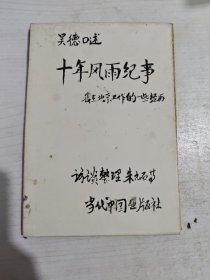 吴德口述
十年风雨纪事
我在北京工作的一些经历
访谈整理 朱元石等
当代中国出版社